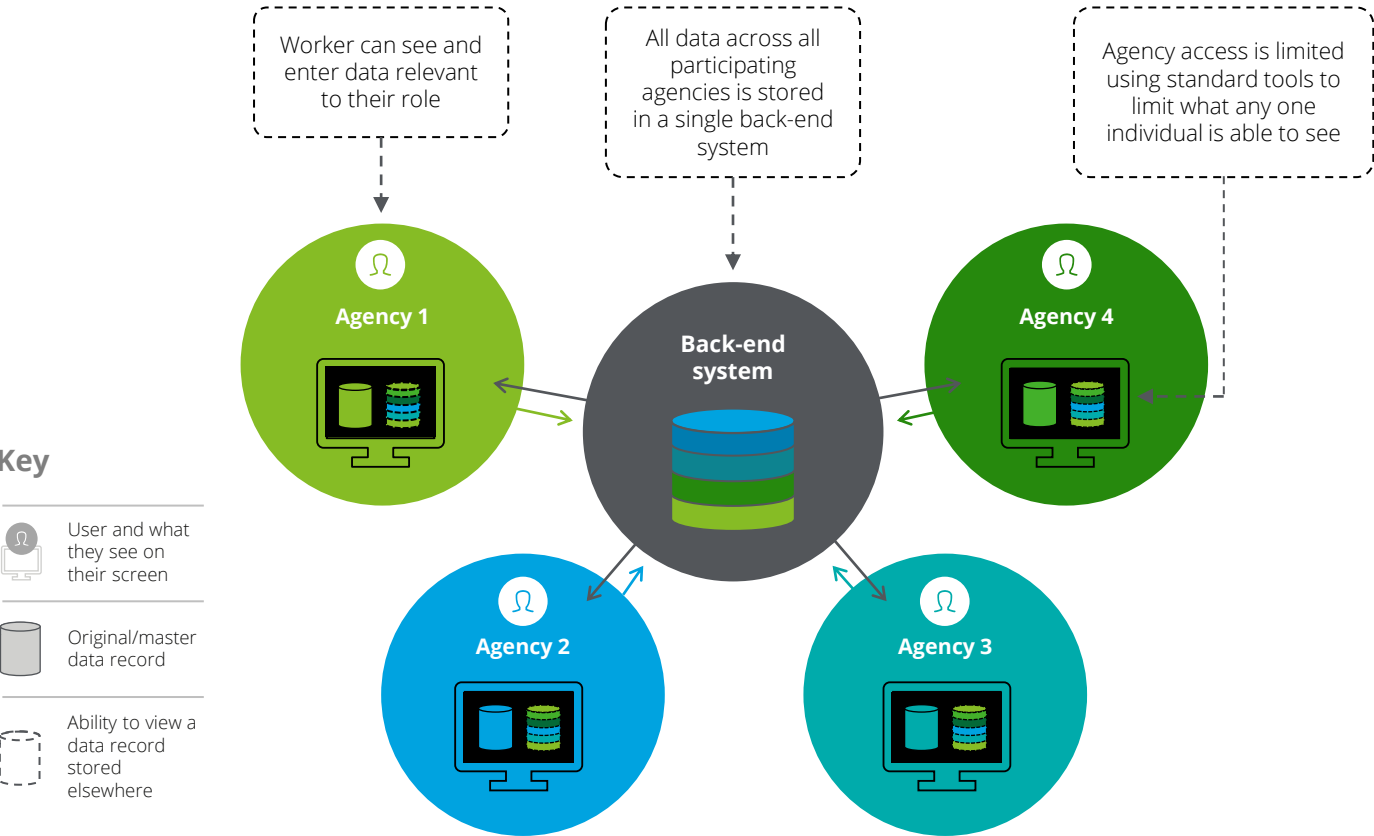 Worker can see and
enter data relevant
to their role
All data across all
participating
agencies is stored
in a single back-end
system
Agency access is limited
using standard tools to
limit what any one
individual is able to see
Agency 1
Agency 4
Back-end
system
Key
User and what
they see on
their screen
Agency 2
Agency 3
Original/master
data record
Ability to view a
data record
stored
elsewhere